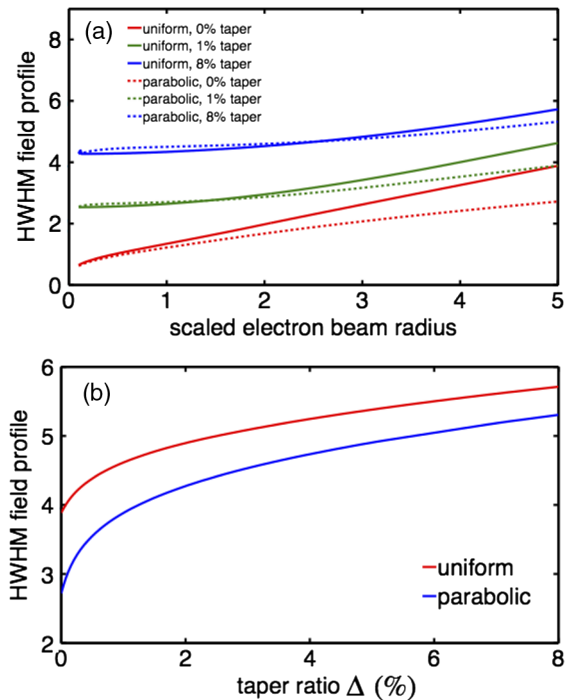 (a)
uniform, 0% taper
uniform, 1% taper
uniform, 8% taper
parabolic, 0% taper
parabolic, 1% taper
parabolic, 8% taper
HWHM field profile
8
6
4
2
0
0 1 2 3 4 5
scaled electron beam radius
(b)
HWHM field profile
6
5
4
3
2
uniform
parabolic
0 2 4 6 8
taper ratio Δ (%)